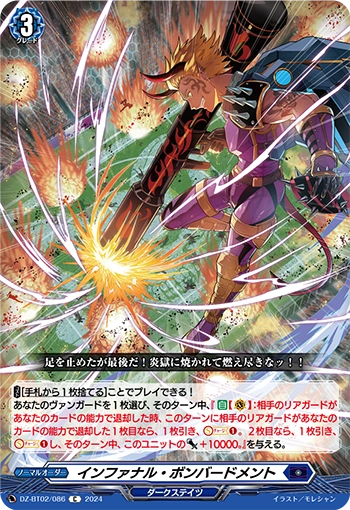 3
グレード
足を止めたが最後だ！炎獄に焼かれて燃え尽きなッ！！
[手札から1枚捨てる]ことでプレイできる！
あなたのヴァンガードを1枚選び、そのターン中、『自【V】：相手のリアガードが
あなたのカードの能力で退却した時、このターンに相手のリアガードがあなたの
カードの能力で退却した1枚目なら、1枚引き、(チャージ1)。2枚目なら、1枚引き、
(チャージ1)し、そのターン中、このユニットの+10000。』を与える。
ノーマルオーダー
インファナル・ボンバードメント
DZ-BT02/086 C 2024
ダークステイツ
イラスト／モレシャン